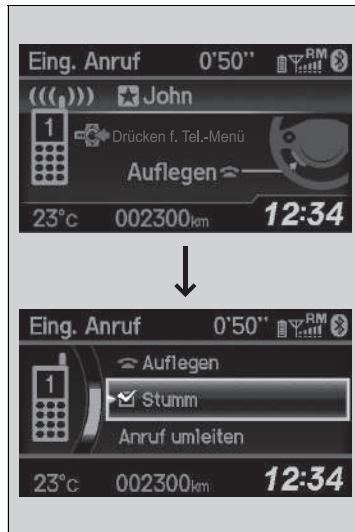 Eing. Anruf 0'50" RM
John
1
Drücken f. Tel.-Menü
Auflegen
23°c 002300km 12:34
Eing. Anruf 0'50" RM
Auflegen
1
Stumm
Anruf umleiten
23°c 002300km 12:34